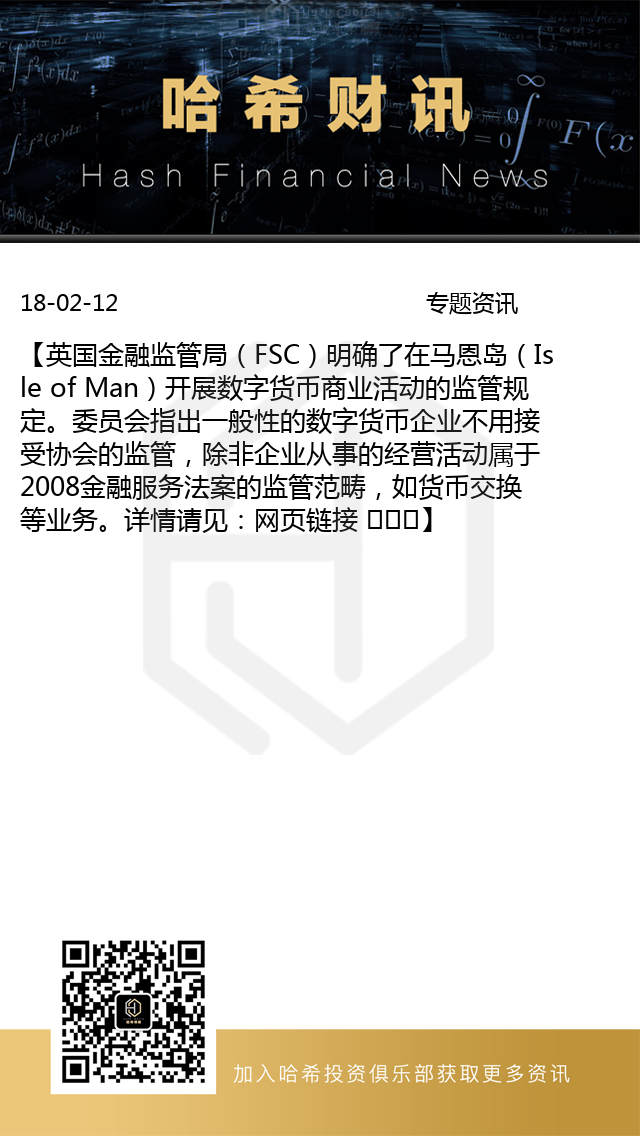 哈希财讯
Hash Financial News
18-02-12 专题资讯
【英国金融监管局（FSC）明确了在马恩岛（Is
le of Man）开展数字货币商业活动的监管规
定。委员会指出一般性的数字货币企业不用接
受协会的监管，除非企业从事的经营活动属于
2008金融服务法案的监管范畴，如货币交换
等业务。详情请见：网页链接 】
加入哈希投资俱乐部获取更多资讯